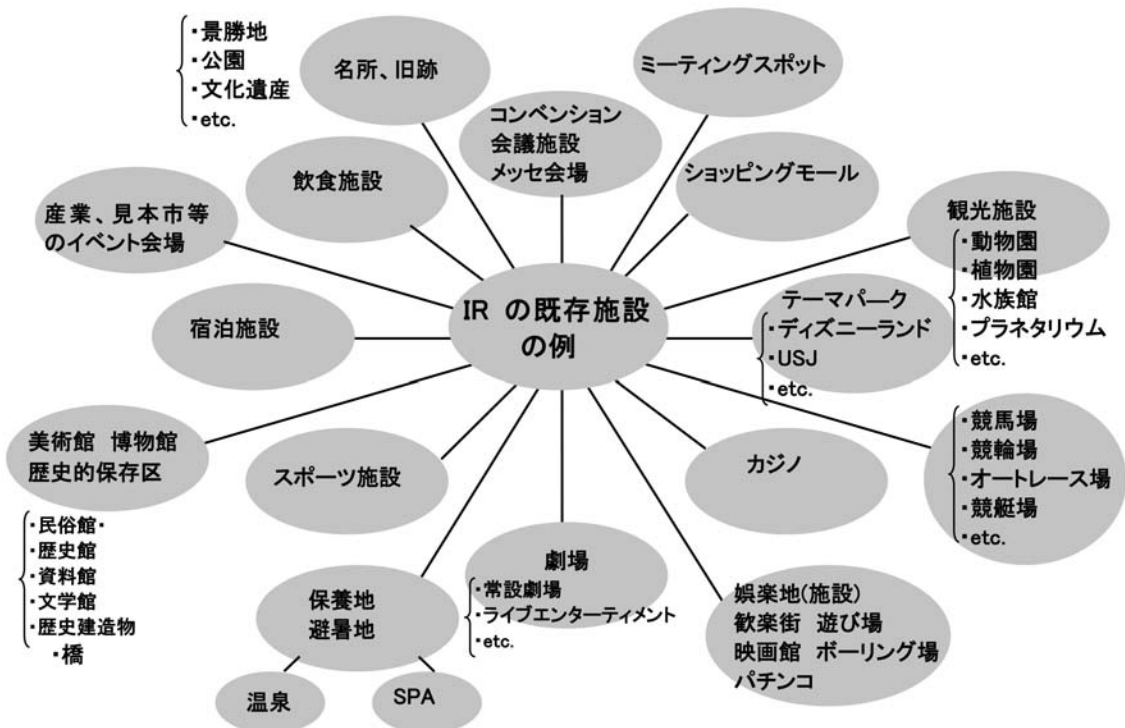 ・景勝地
・公園
・文化遺産
・etc.
名所、旧跡
ミーティングスポット
コンベンション
会議施設
メッセ会場
飲食施設
ショッピングモール
産業、見本市等
のイベント会場
観光施設
・動物園
・植物園
・水族館
・プラネタリウム
・etc.
IR の既存施設
の例
宿泊施設
テーマパーク
・ディズニーランド
・USJ
・etc.
美術館 博物館
歴史的保存区
・民俗館・
・歴史館
・資料館
・文学館
・歴史建造物
・橋
スポーツ施設
カジノ
・競馬場
・競輪場
・オートレース場
・競艇場
・etc.
保養地
避暑地
温泉
SPA
劇場
・常設劇場
・ライブエンターティメント
・etc.
娯楽地(施設)
歓楽街 遊び場
映画館 ボーリング場
パチンコ